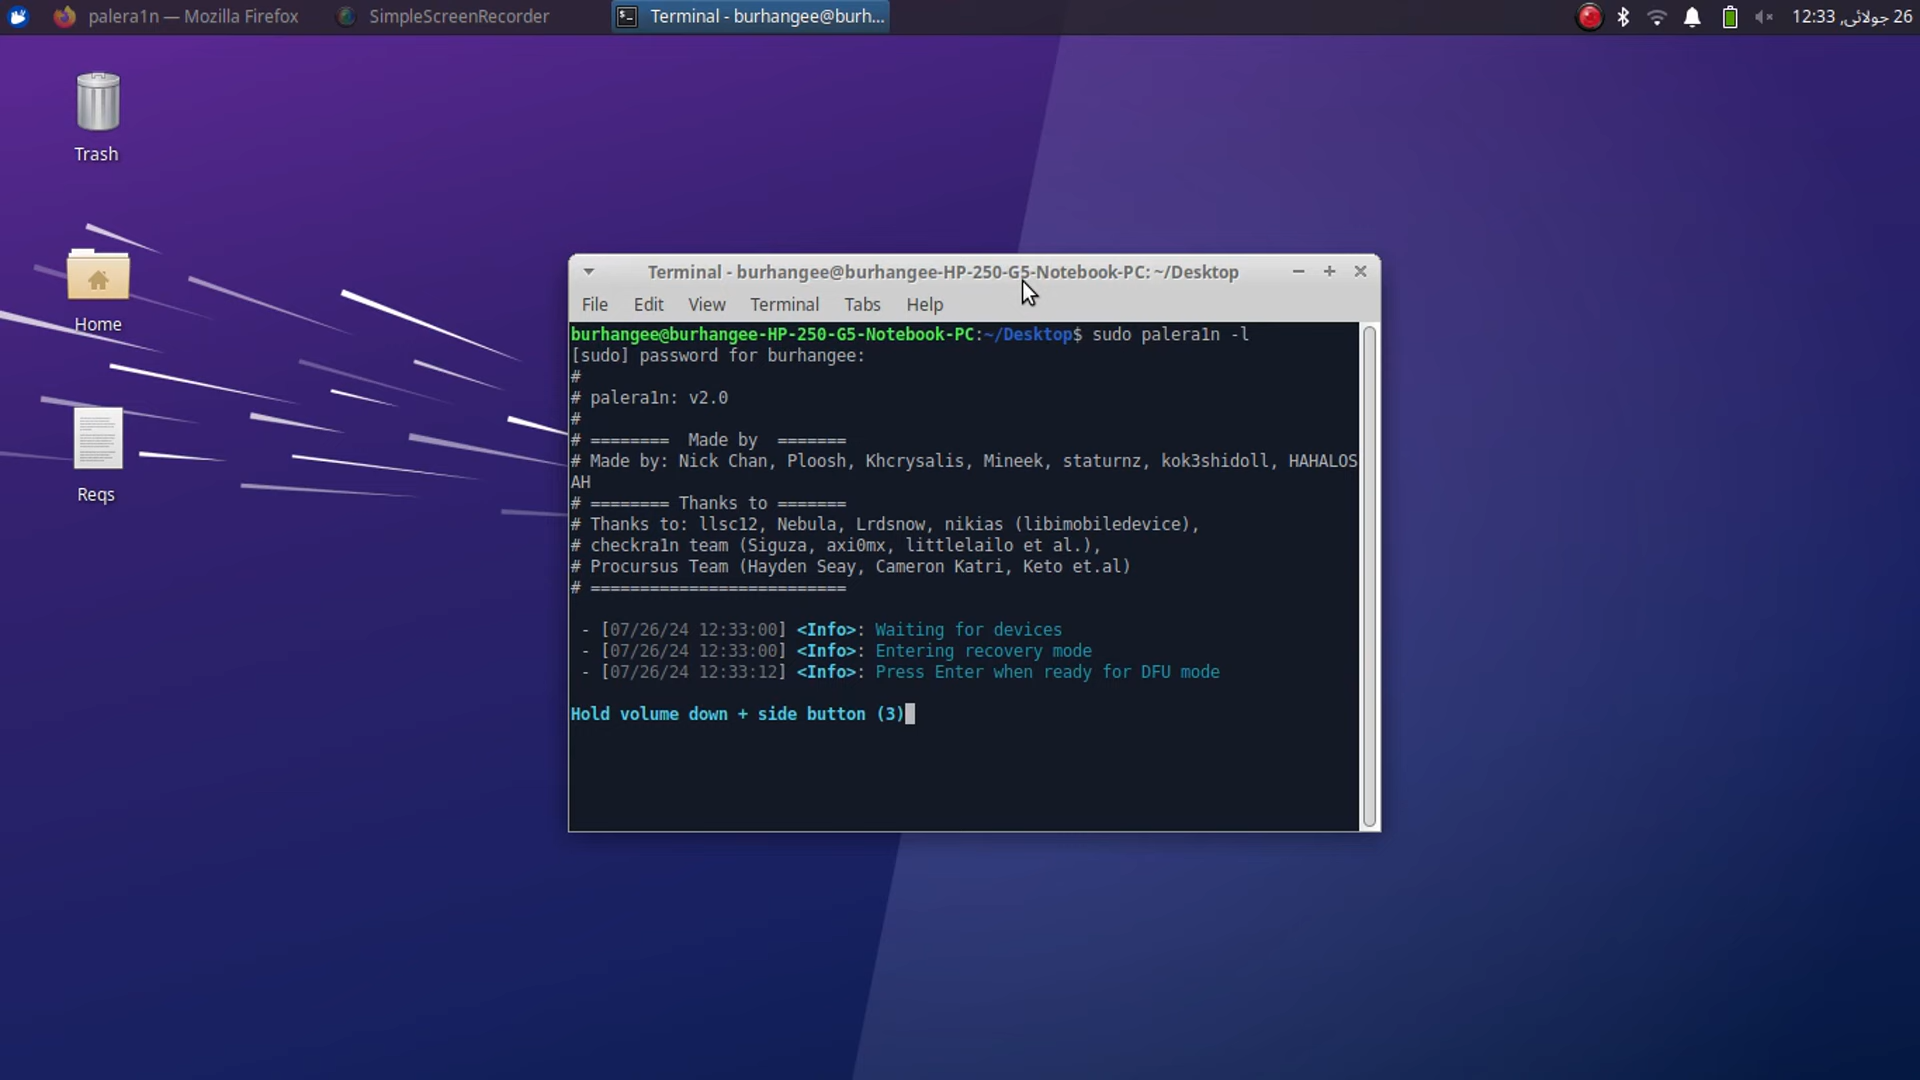 palera1n — Mozilla Firefox
SimpleScreenRecorder
Terminal - burhangee@burh...
26 جولائی, 12:33
Trash
Home
Reqs
Terminal - burhangee@burhangee-HP-250-G5-Notebook-PC: ~/Desktop
File Edit View Terminal Tabs Help
burhangee@burhangee-HP-250-G5-Notebook-PC:~/Desktop$ sudo palera1n -l
[sudo] password for burhangee:
#
# palera1n: v2.0
#
# ======== Made by =======
# Made by: Nick Chan, Ploosh, Khcrysalis, Mineek, staturnz, kok3shidoll, HAHALOS
AH
# ======== Thanks to =======
# Thanks to: llsc12, Nebula, Lrdsnow, nikias (libimobiledevice),
# checkra1n team (Siguza, axi0mx, littlelailo et al.),
# Procursus Team (Hayden Seay, Cameron Katri, Keto et.al)
# ==========================
- [07/26/24 12:33:00] <Info>: Waiting for devices
- [07/26/24 12:33:00] <Info>: Entering recovery mode
- [07/26/24 12:33:12] <Info>: Press Enter when ready for DFU mode
Hold volume down + side button (3)